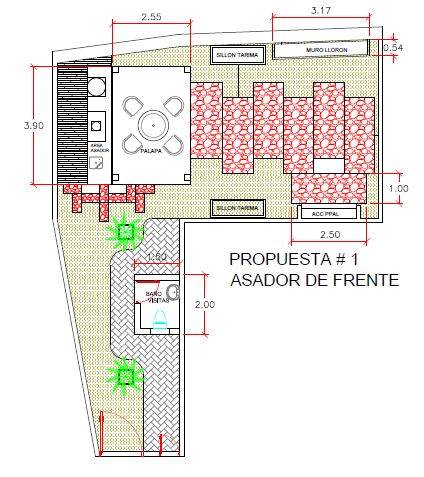 2.55
3.17
SILLON TARIMA
MURO LLORON
0.54
3.90
AREA
ASADOR
PALAPA
1.00
SILLON TARIMA
ACC PPAL
2.50
1.50
BAÑO
VISITAS
2.00
PROPUESTA # 1
ASADOR DE FRENTE